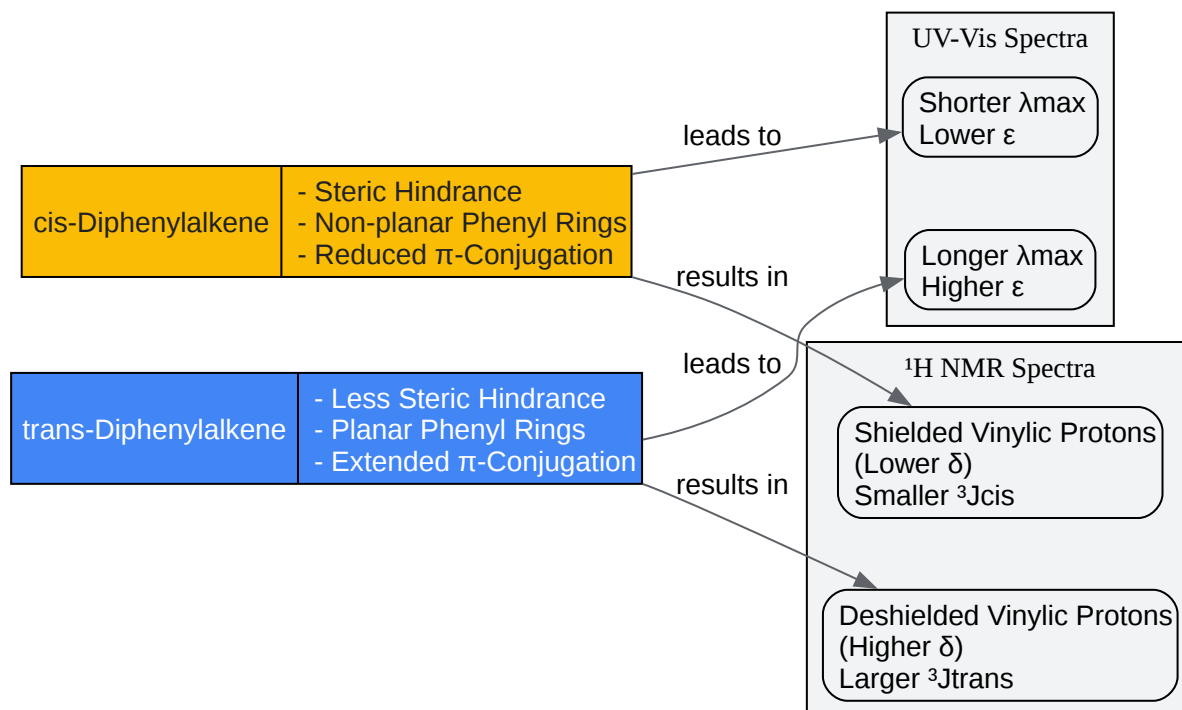 UV-Vis Spectra
Shorter λmax
Lower ε
leads to
cis-Diphenylalkene
- Steric Hindrance
- Non-planar Phenyl Rings
- Reduced π-Conjugation
Longer λmax
Higher ε
results in
leads to
¹H NMR Spectra
trans-Diphenylalkene
- Less Steric Hindrance
- Planar Phenyl Rings
- Extended π-Conjugation
Shielded Vinylic Protons
(Lower δ)
Smaller ³Jcis
results in
Deshielded Vinylic Protons
(Higher δ)
Larger ³Jtrans